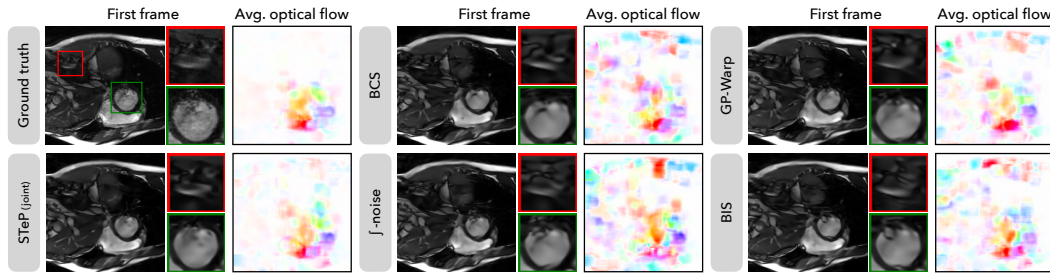 First frame Avg. optical flow First frame Avg. optical flow First frame Avg. optical flow
Ground truth
BCS
GP-Warp
STeP (joint)
∫-noise
BIS